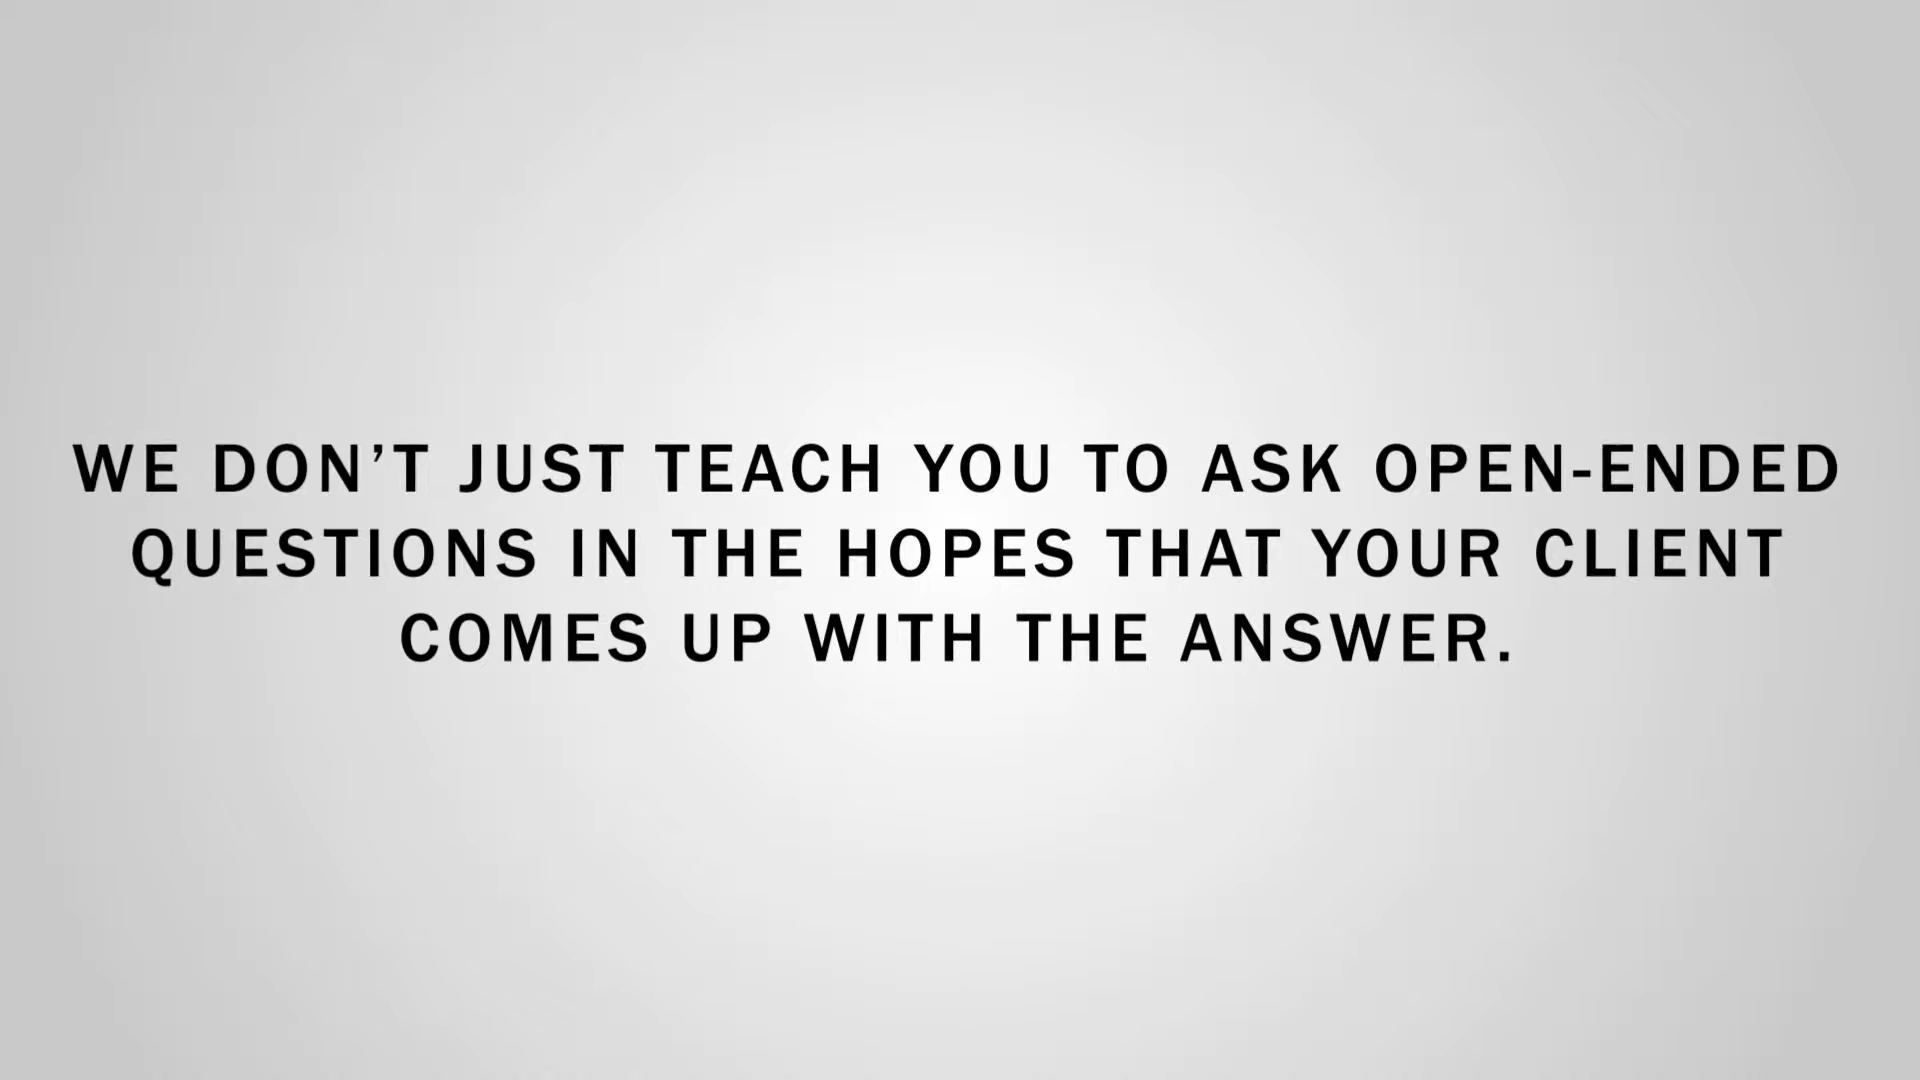 WE DON’T JUST TEACH YOU TO ASK OPEN-ENDED
QUESTIONS IN THE HOPES THAT YOUR CLIENT
COMES UP WITH THE ANSWER.